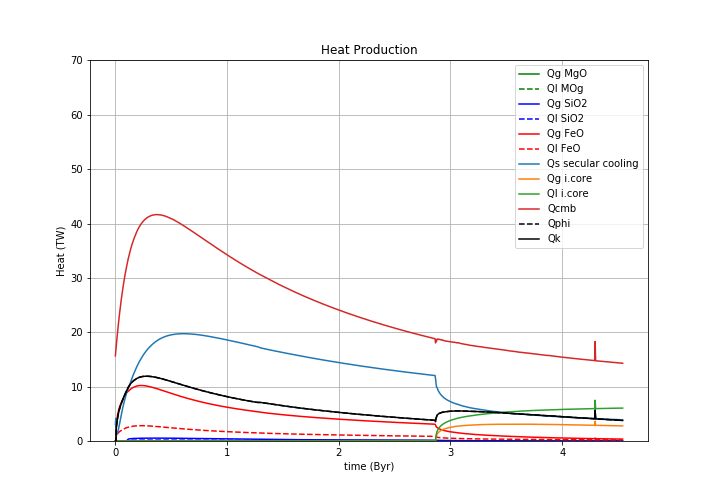 Heat Production
70
60
50
40
30
20
10
0
Heat (TW)
0
1
2
3
4
time (Byr)
Qg MgO
Ql MOg
Qg SiO2
Ql SiO2
Qg FeO
Ql FeO
Qs secular cooling
Qg i.core
Ql i.core
Qcmb
Qphi
Qk